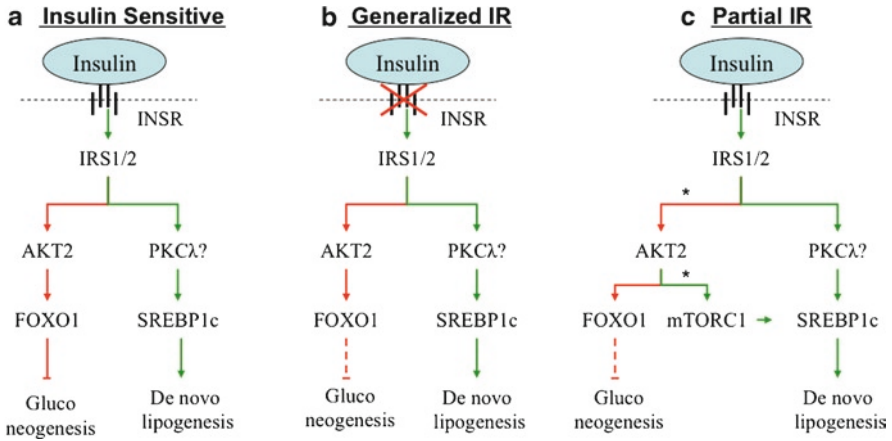 a Insulin Sensitive
Insulin
INSR
IRS1/2
AKT2 PKCλ?
FOXO1 SREBP1c
Gluco
neogenesis
De novo
lipogenesis
b Generalized IR
Insulin
INSR
IRS1/2
AKT2 PKCλ?
FOXO1 SREBP1c
Gluco
neogenesis
De novo
lipogenesis
c Partial IR
Insulin
INSR
IRS1/2
*
AKT2 PKCλ?
*
FOXO1 mTORC1 SREBP1c
Gluco
neogenesis
De novo
lipogenesis